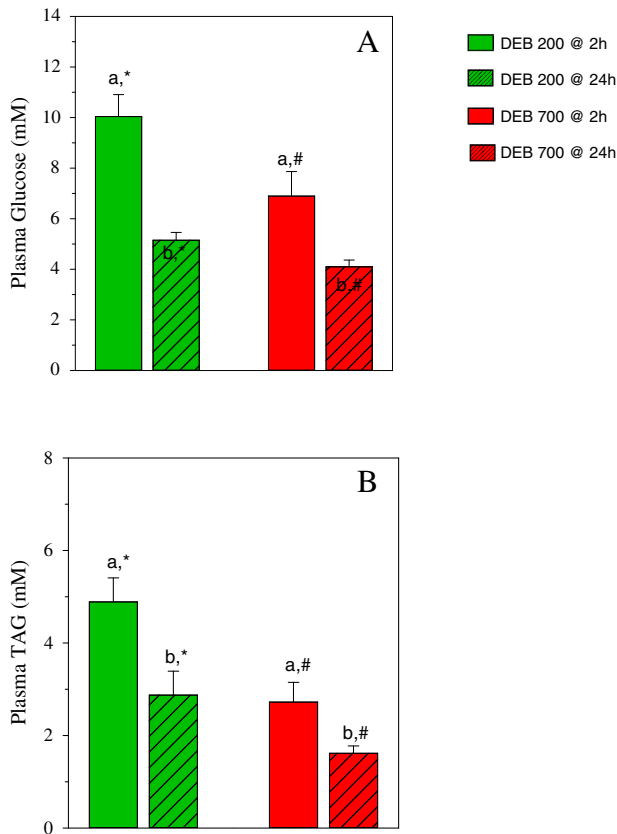 A
Plasma Glucose (mM)
14
12
10
8
6
4
2
0
a,*
b,*
a,#
b,#
DEB 200 @ 2h
DEB 200 @ 24h
DEB 700 @ 2h
DEB 700 @ 24h
B
Plasma TAG (mM)
8
6
4
2
0
a,*
b,*
a,#
b,#